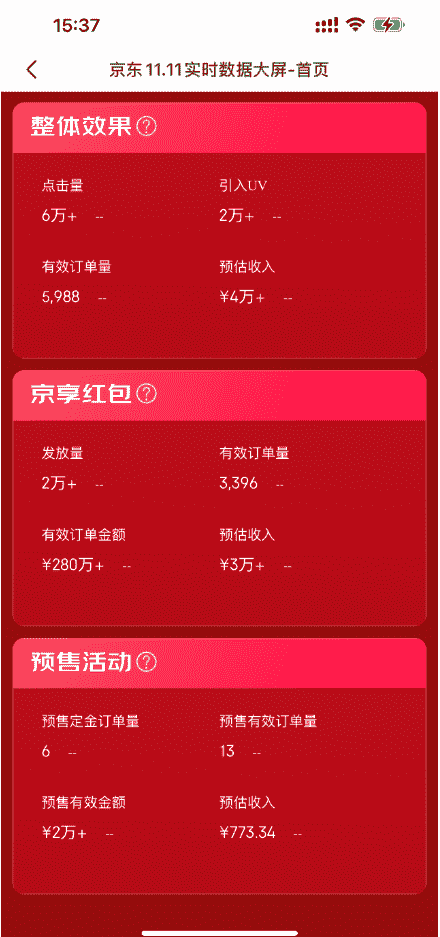 15:37
京东11.11实时数据大屏-首页
整体效果?
点击量 引入UV
6万+ -- 2万+ --
有效订单量 预估收入
5,988 -- ¥4万+ --
京享红包?
发放量 有效订单量
2万+ -- 3,396 --
有效订单金额 预估收入
¥280万+ -- ¥3万+ --
预售活动?
预售定金订单量 预售有效订单量
6 -- 13 --
预售有效金额 预估收入
¥2万+ -- ¥773.34 --